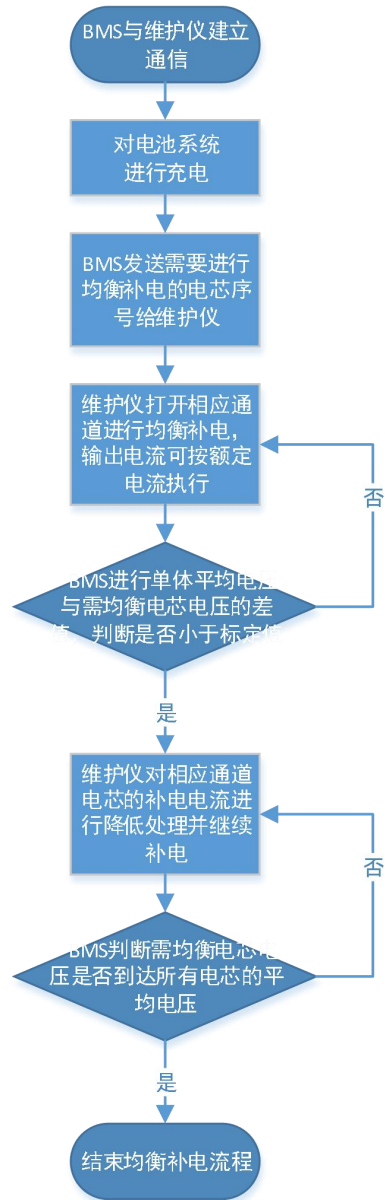 BMS与维护仪建立
通信
对电池系统
进行充电
BMS发送需要进行
均衡补电的电芯序
号给维护仪
维护仪打开相应通
道进行均衡补电，
输出电流可按额定
电流执行
否
BMS进行单体平均电压
与需均衡电芯电压的差
值，判断是否小于标定值
是
维护仪对相应通道
电芯的补电电流进
行降低处理并继续
补电
否
BMS判断需均衡电芯电
压是否到达所有电芯的平
均电压
是
结束均衡补电流程